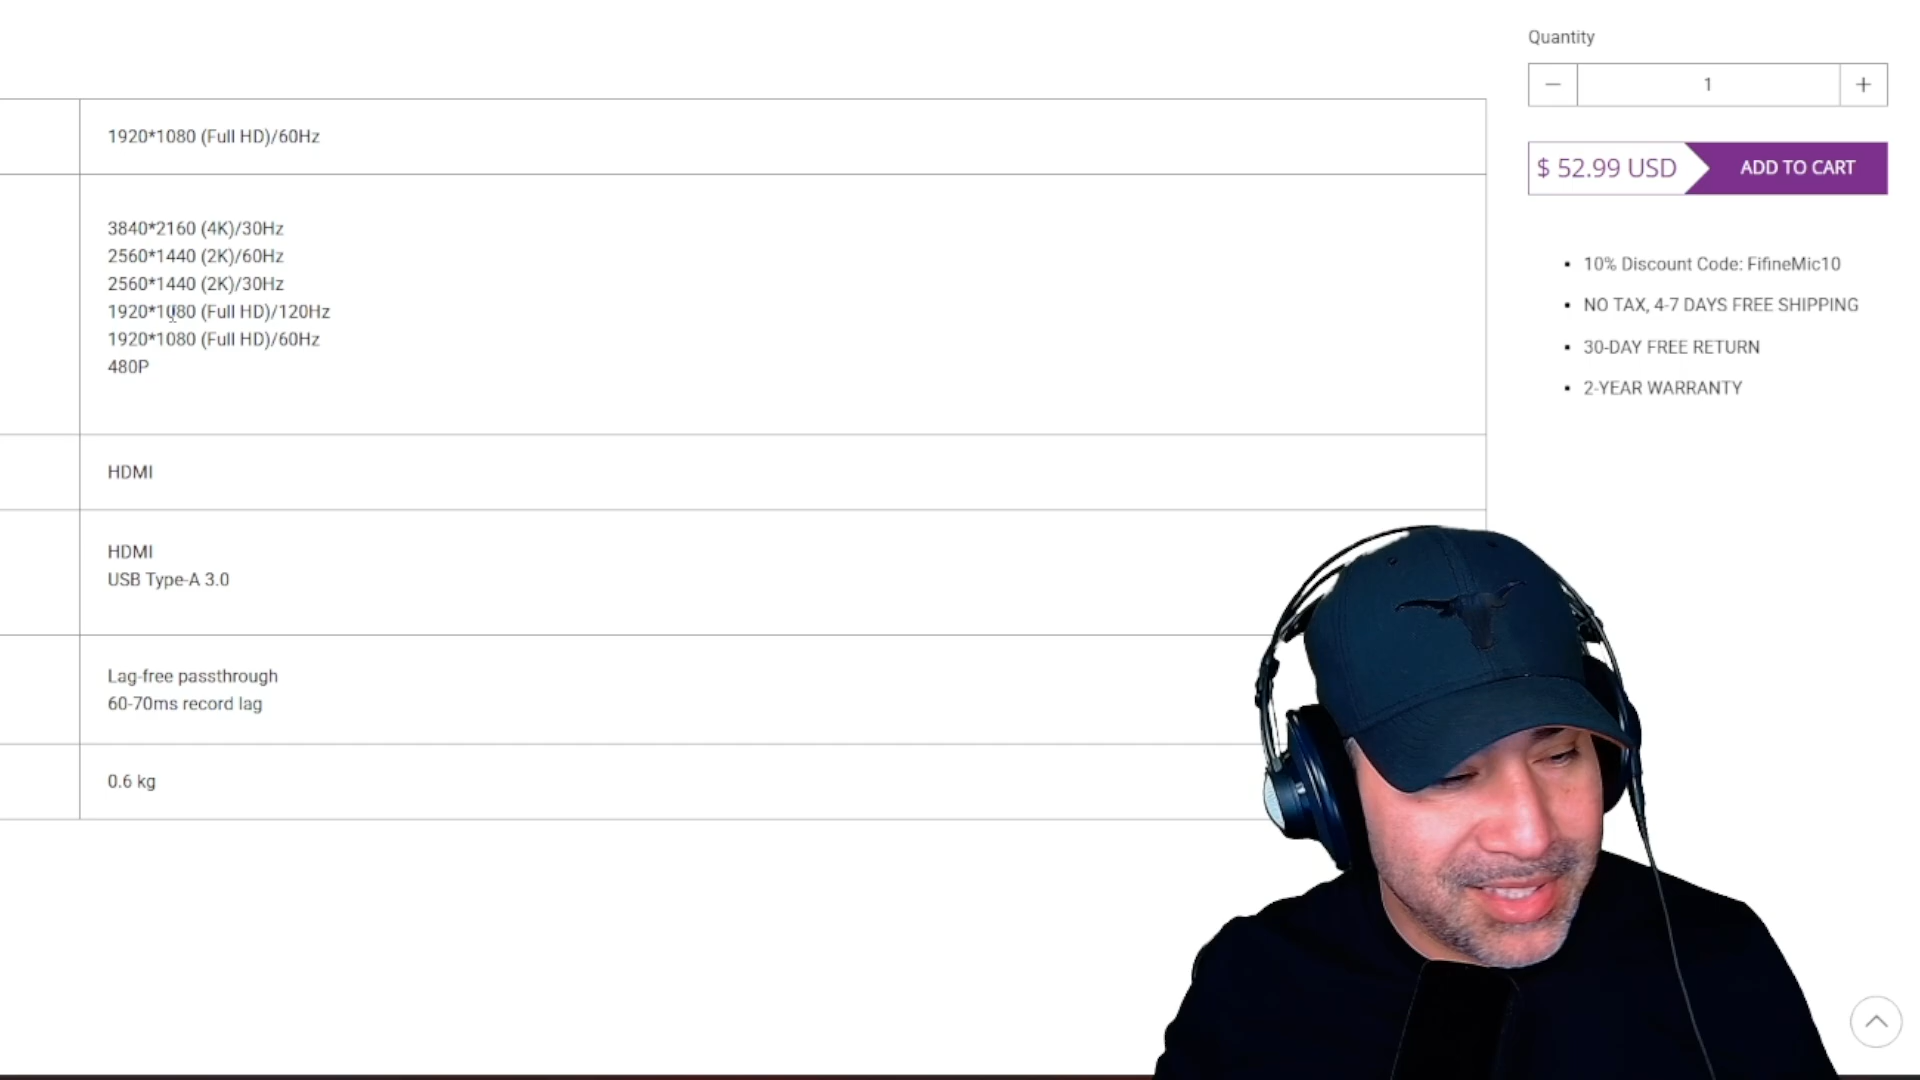 1920*1080 (Full HD)/60Hz
3840*2160 (4K)/30Hz
2560*1440 (2K)/60Hz
2560*1440 (2K)/30Hz
1920*1080 (Full HD)/120Hz
1920*1080 (Full HD)/60Hz
480P
HDMI
HDMI
USB Type-A 3.0
Lag-free passthrough
60-70ms record lag
0.6 kg
Quantity
1
$ 52.99 USD
ADD TO CART
10% Discount Code: FifineMic10
NO TAX, 4-7 DAYS FREE SHIPPING
30-DAY FREE RETURN
2-YEAR WARRANTY